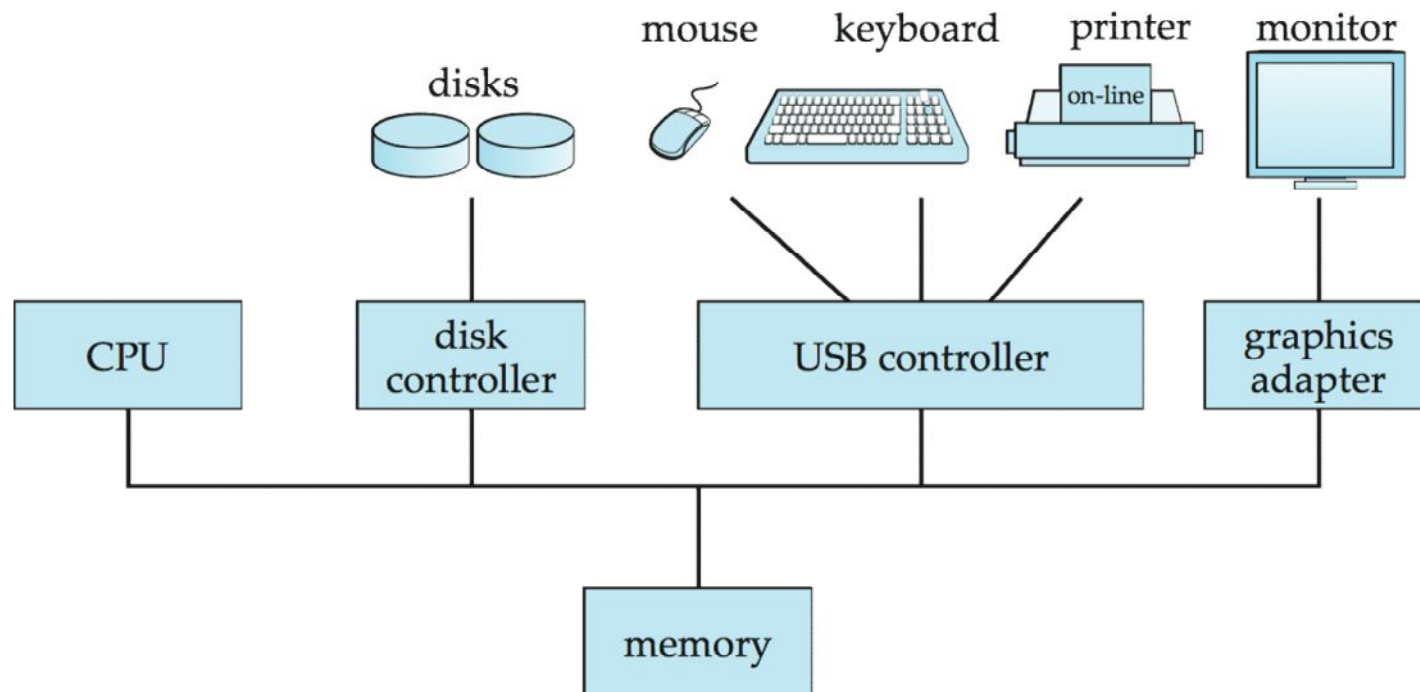 mouse
keyboard
printer
monitor
disks
on-line
CPU
disk
controller
USB controller
graphics
adapter
memory